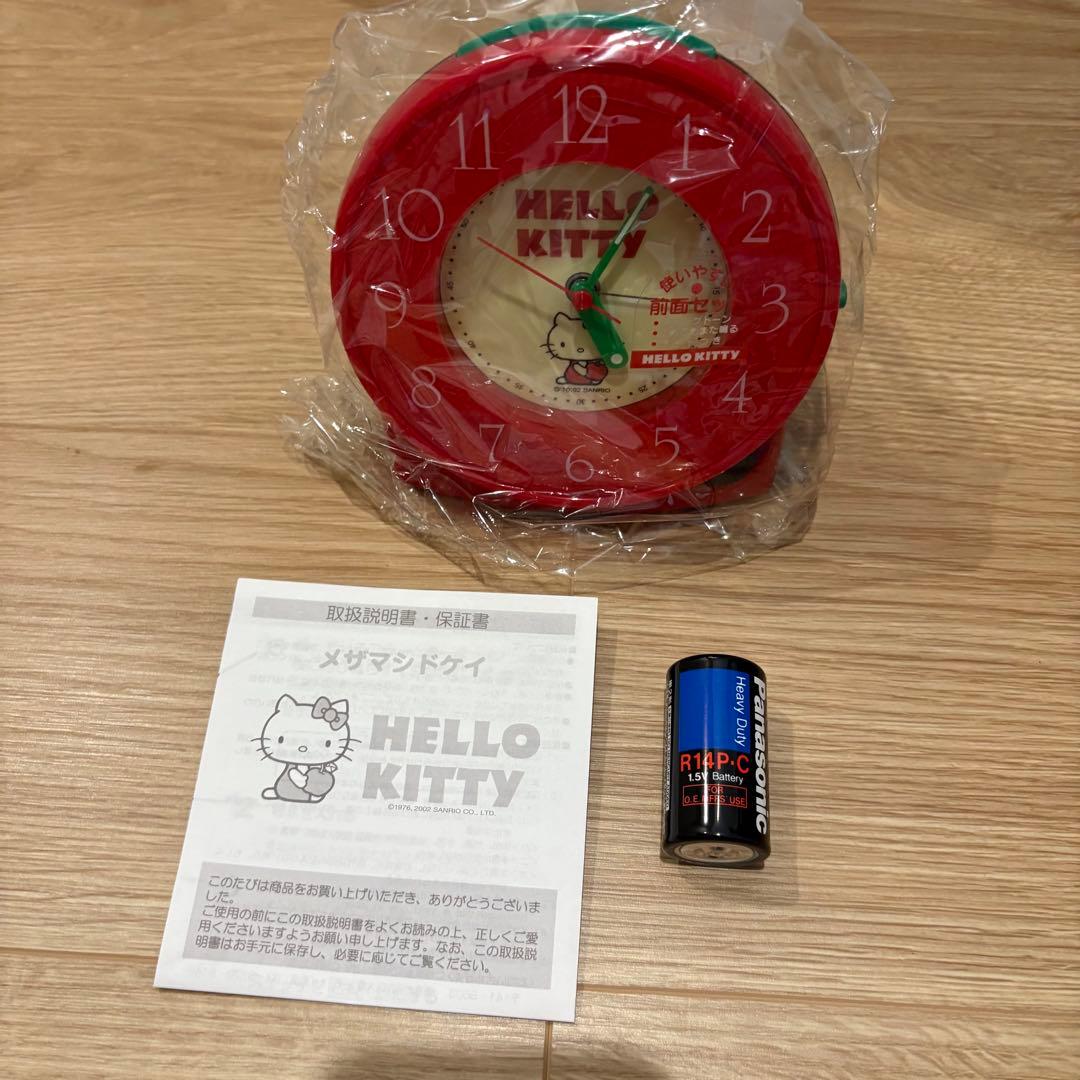 12
11
1
10
2
9
3
8
4
7
5
6
HELLO
KITTY
使いやす
前面セッ
また鳴る
HELLO KITTY
取扱説明書・保証書
メザマシドケイ
HELLO
KITTY
©1976, 2002 SANRIO CO., LTD.
このたびは商品をお買い上げいただき、ありがとうございま
した。
ご使用の前にこの取扱説明書をよくお読みの上、正しくご愛
用くださいますようお願い申し上げます。なお、この取扱説
明書はお手元に保存し、必要に応じてご覧ください。
Panasonic
Heavy Duty
R14P·C
1.5V Battery
FOR
O.E.MFRS' USE